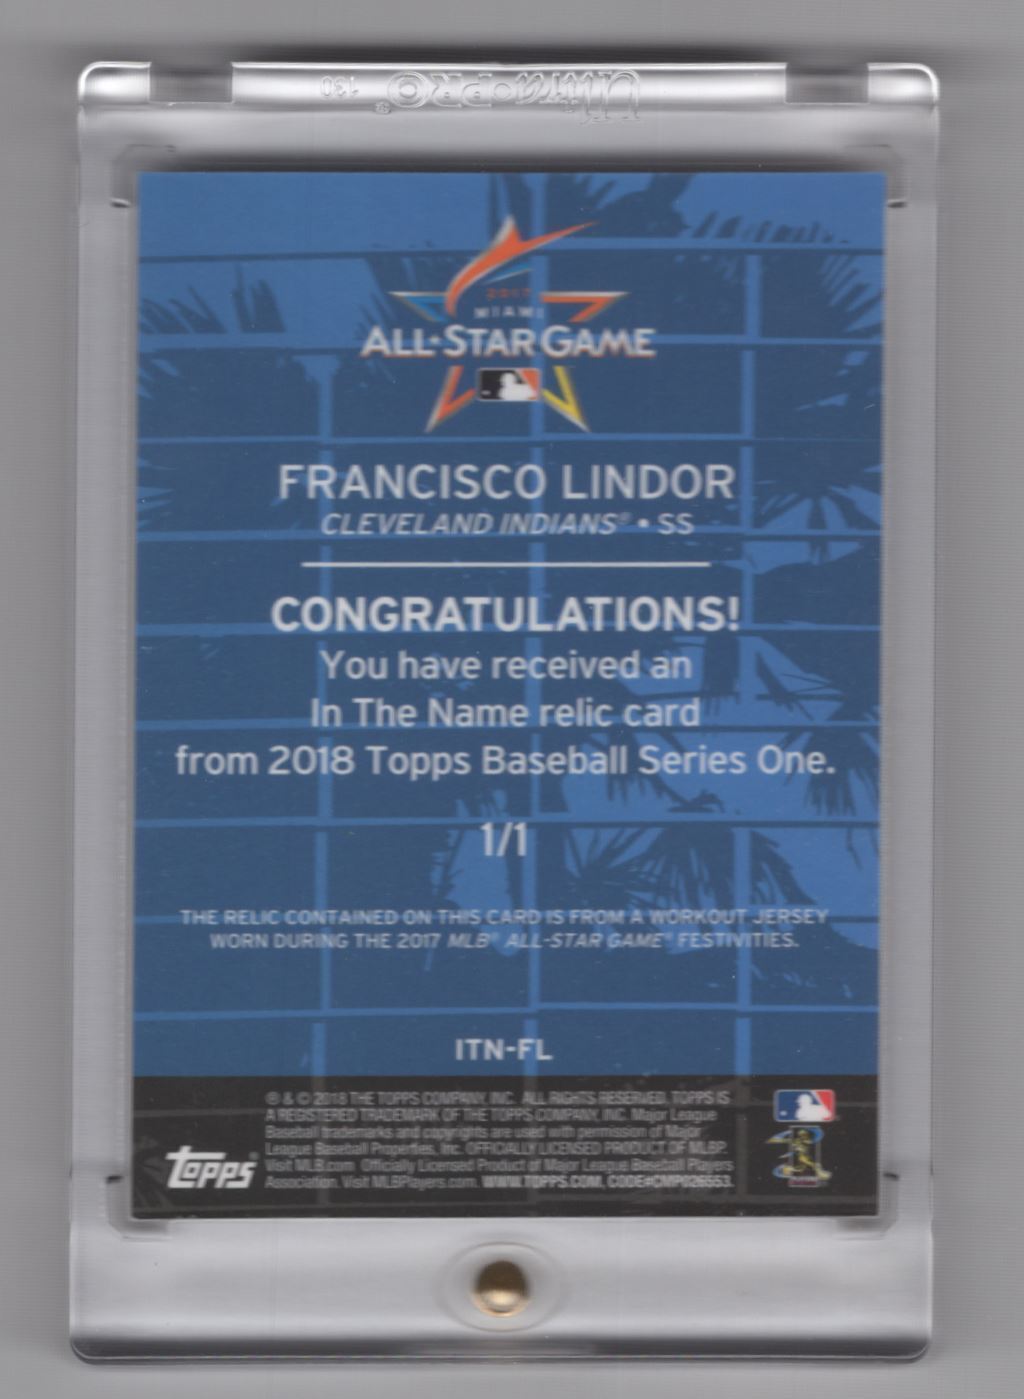 Ultra•PRO® 130
2017
MIAMI
ALL•STAR GAME
FRANCISCO LINDOR
CLEVELAND INDIANS® • SS
CONGRATULATIONS!
You have received an
In The Name relic card
from 2018 Topps Baseball Series One.
1/1
THE RELIC CONTAINED ON THIS CARD IS FROM A WORKOUT JERSEY
WORN DURING THE 2017 MLB® ALL-STAR GAME® FESTIVITIES.
ITN-FL
® & © 2018 THE TOPPS COMPANY, INC. ALL RIGHTS RESERVED. TOPPS IS
A REGISTERED TRADEMARK OF THE TOPPS COMPANY, INC. Major League
Baseball trademarks and copyrights are used with permission of Major
League Baseball Properties, Inc. OFFICIALLY LICENSED PRODUCT OF MLBP.
Visit MLB.com Officially Licensed Product of Major League Baseball Players
Association. Visit MLBPlayers.com. WWW.TOPPS.COM, CODE#CMP026553.
topps®